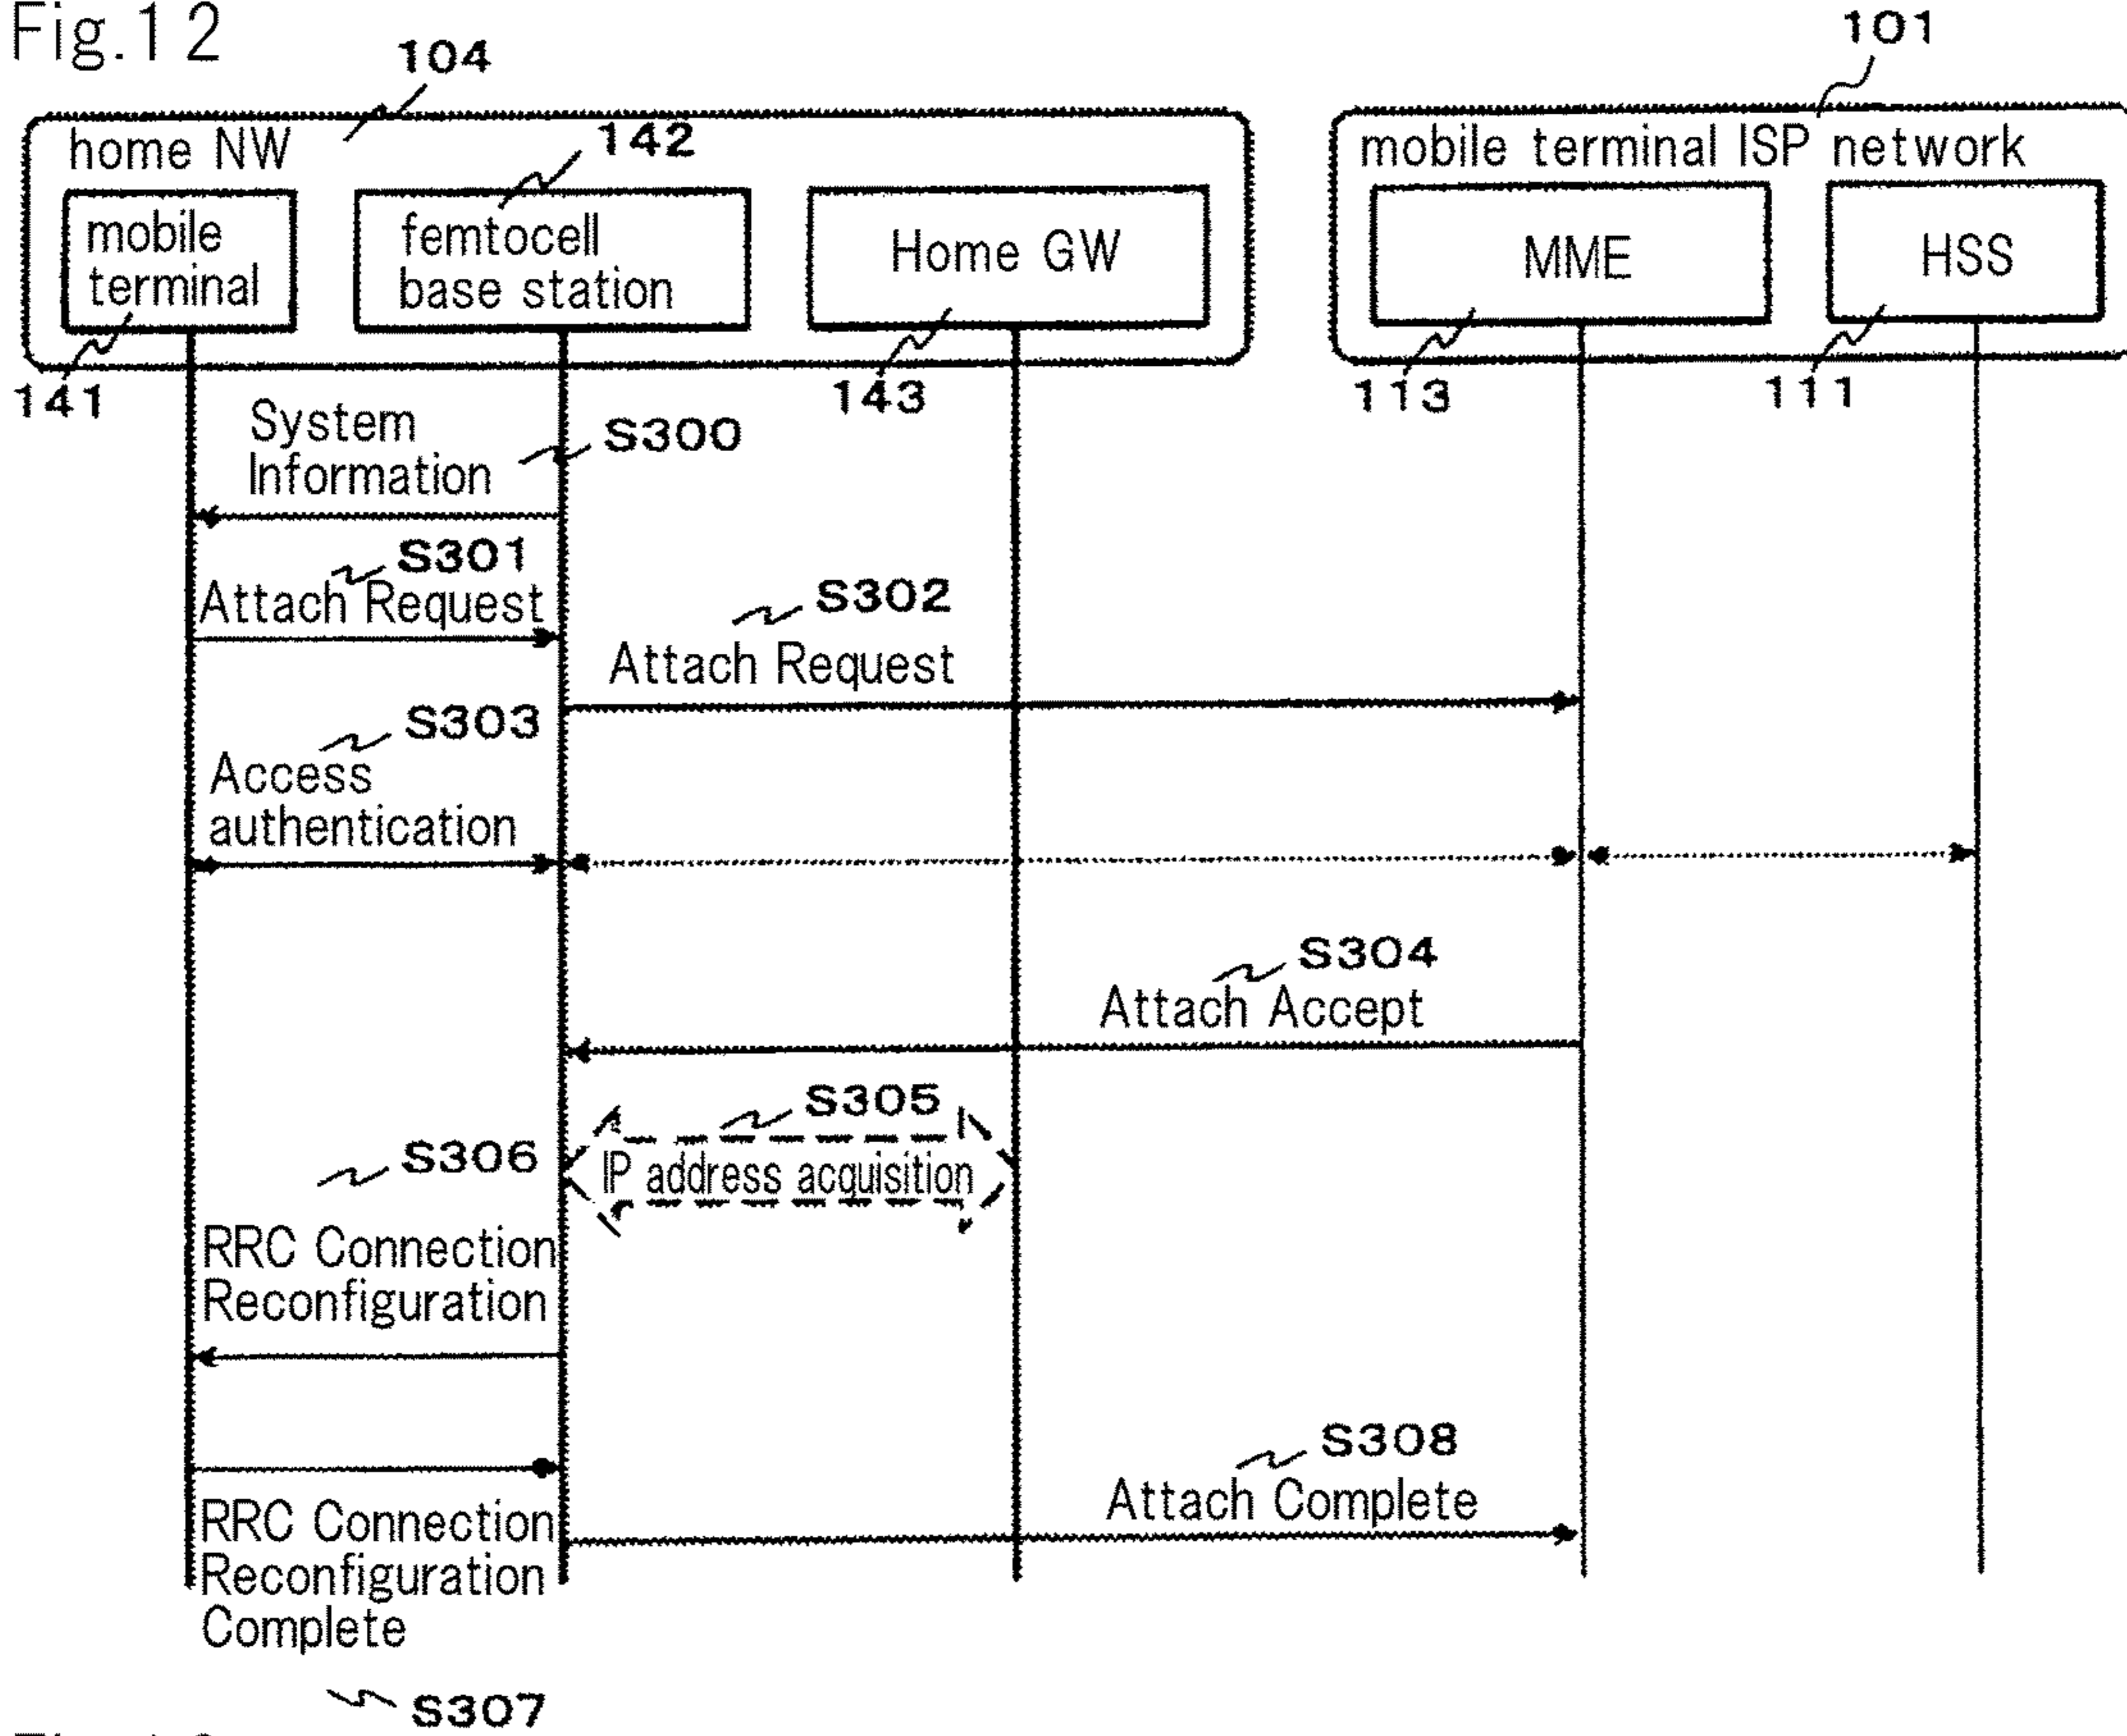 Fig.12
104
101
home NW
142
mobile terminal ISP network
mobile
terminal
femtocell
base station
Home GW
MME
HSS
141
143
113
111
System
Information
S300
S301
Attach Request
S302
Attach Request
S303
Access
authentication
S304
Attach Accept
S305
IP address acquisition
S306
RRC Connection
Reconfiguration
S308
Attach Complete
RRC Connection
Reconfiguration
Complete
S307